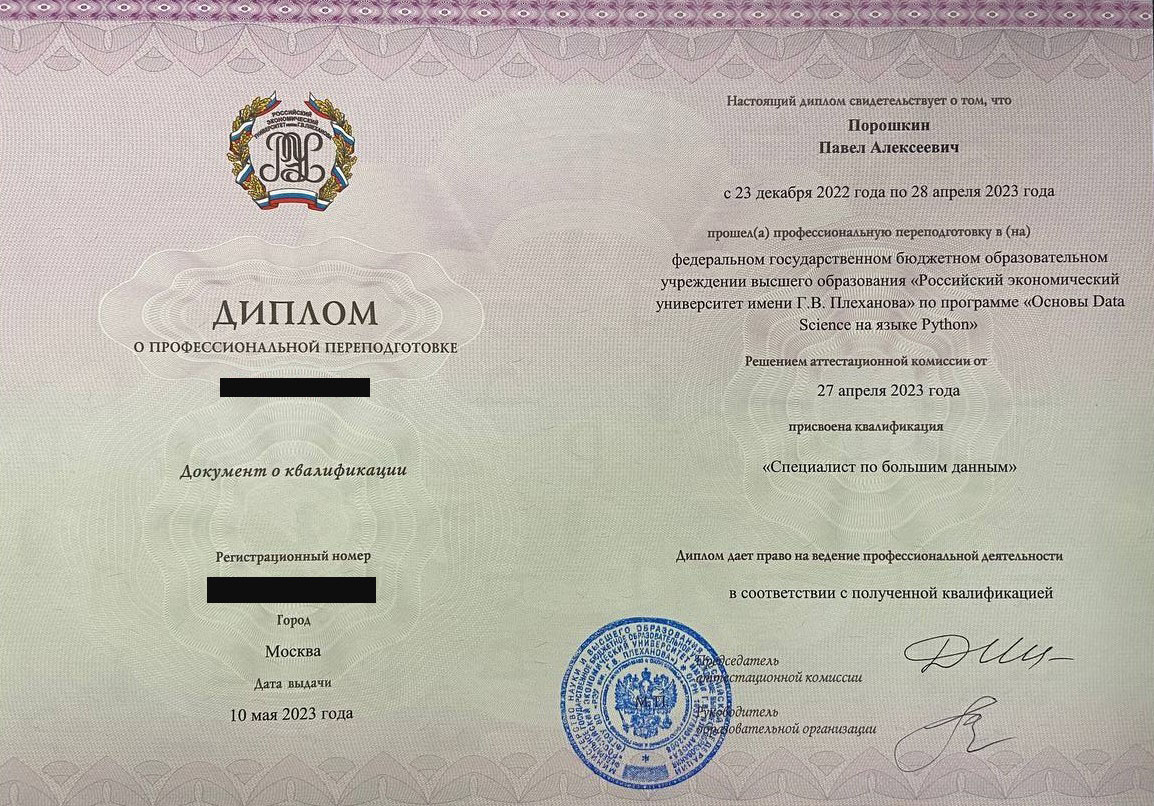 РОССИЙСКИЙ
ЭКОНОМИЧЕСКИЙ
УНИВЕРСИТЕТ имени Г.В. ПЛЕХАНОВА
ДИПЛОМ
О ПРОФЕССИОНАЛЬНОЙ ПЕРЕПОДГОТОВКЕ
Документ о квалификации
Регистрационный номер
Город
Москва
Дата выдачи
10 мая 2023 года
Настоящий диплом свидетельствует о том, что
Порошкин
Павел Алексеевич
с 23 декабря 2022 года по 28 апреля 2023 года
прошел(а) профессиональную переподготовку в (на)
федеральном государственном бюджетном образовательном
учреждении высшего образования «Российский экономический
университет имени Г.В. Плеханова» по программе «Основы Data
Science на языке Python»
Решением аттестационной комиссии от
27 апреля 2023 года
присвоена квалификация
«Специалист по большим данным»
Диплом дает право на ведение профессиональной деятельности
в соответствии с полученной квалификацией
Председатель
аттестационной комиссии
М.П.
Руководитель
образовательной организации